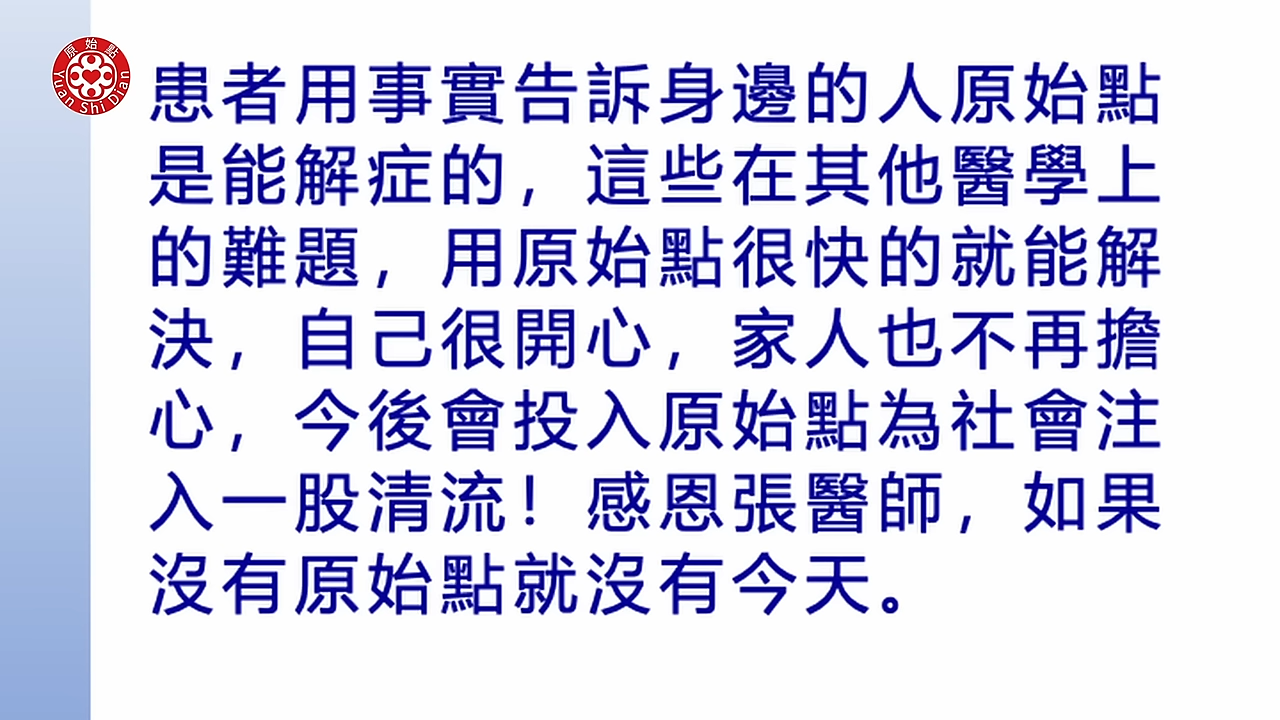 原始點
Yuan Shi Dian
患者用事實告訴身邊的人原始點
是能解症的，這些在其他醫學上
的難題，用原始點很快的就能解
決，自己很開心，家人也不再擔
心，今後會投入原始點為社會注
入一股清流！感恩張醫師，如果
沒有原始點就沒有今天。